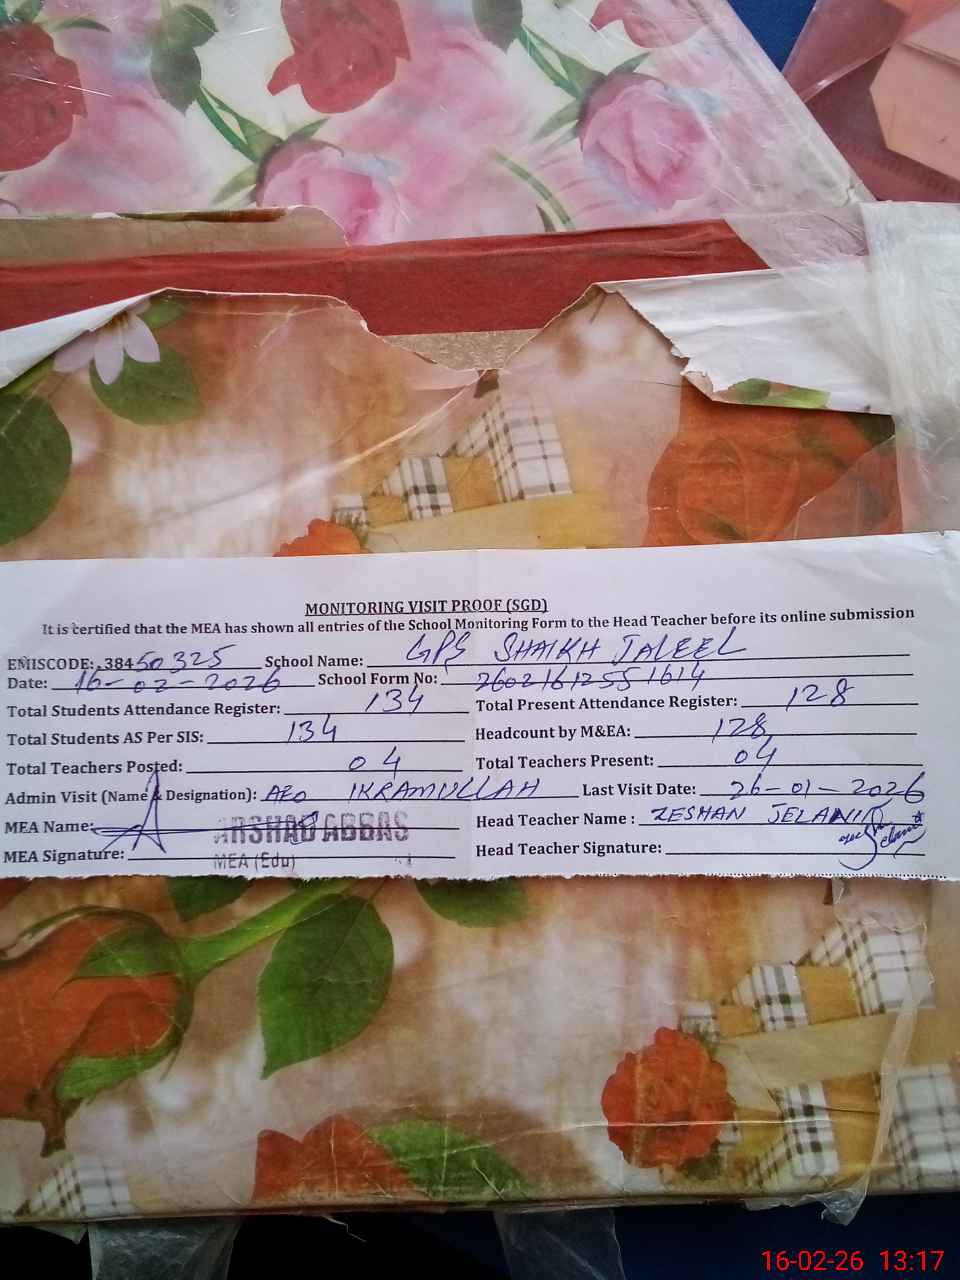 MONITORING VISIT PROOF (SGD)
It is certified that the MEA has shown all entries of the School Monitoring Form to the Head Teacher before its online submission
EMISCODE: 38450325 School Name: GPS SHAIKH JALEEL
Date: 16-02-2026 School Form No: 26021612551614
Total Students Attendance Register: 134 Total Present Attendance Register: 128
Total Students AS Per SIS: 134 Headcount by M&EA: 128
Total Teachers Posted: 04 Total Teachers Present: 04
Admin Visit (Name & Designation): AEO IKRAMULLAH Last Visit Date: 26-01-2026
MEA Name: ARSHAD ABBAS Head Teacher Name : ZESHAN JELANI
MEA Signature: MEA (Edu) Head Teacher Signature:
16-02-26 13:17